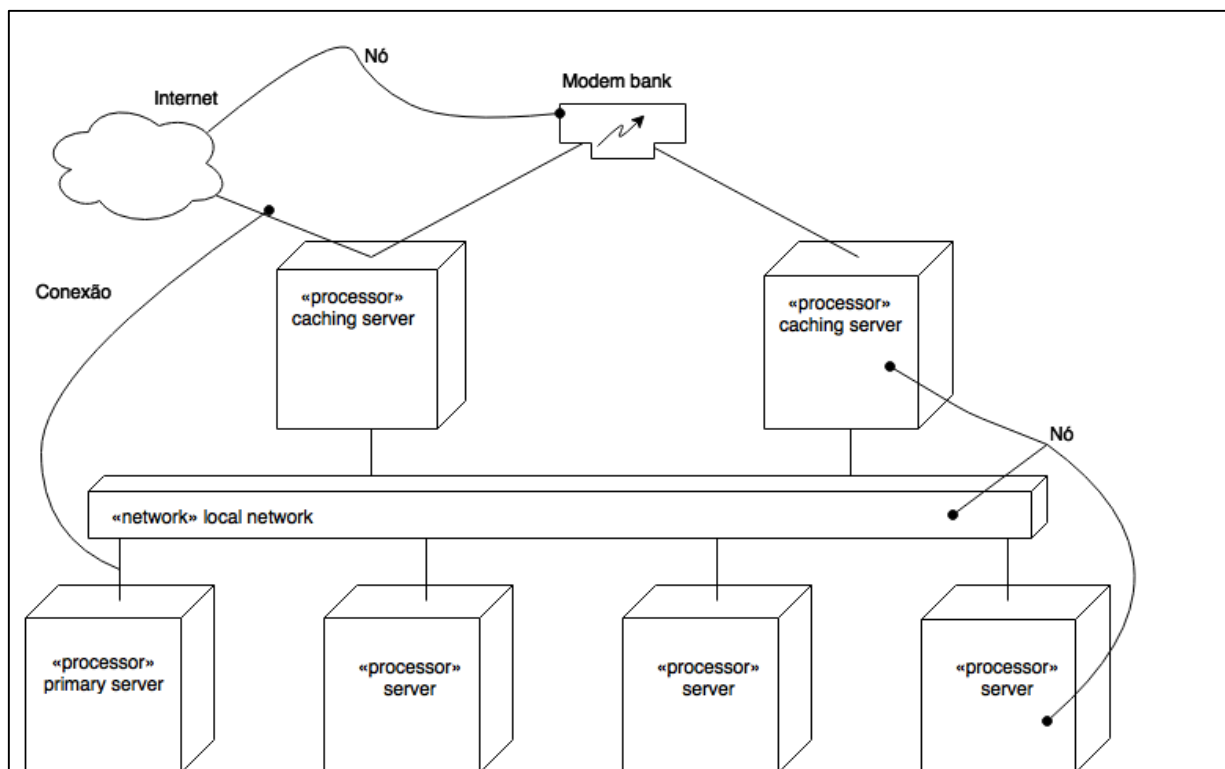 Nó
Modem bank
Internet
«processor»
caching server
«processor»
caching server
Conexão
Nó
«network» local network
«processor»
primary server
«processor»
server
«processor»
server
«processor»
server